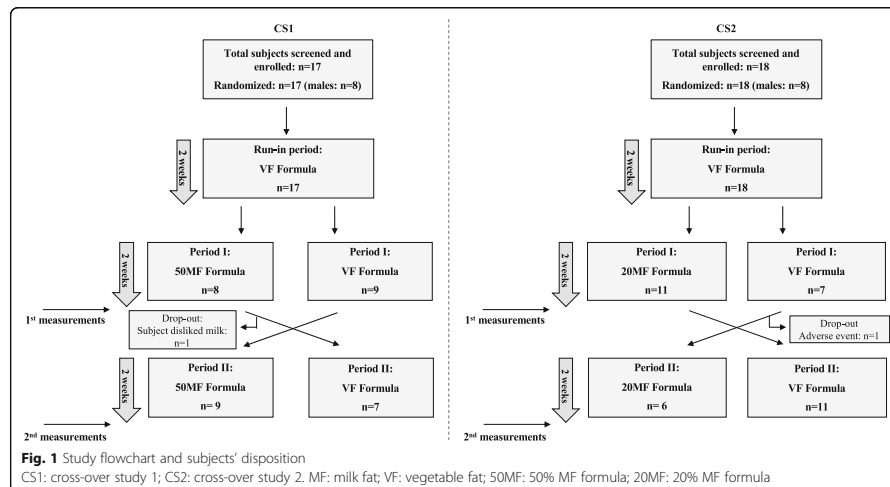 CS1
Total subjects screened and
enrolled: n=17
Randomized: n=17 (males: n=8)
2 weeks
Run-in period:
VF Formula
n=17
2 weeks
Period I:
50MF Formula
n=8
Period I:
VF Formula
n=9
1st measurements
Drop-out:
Subject disliked milk:
n=1
2 weeks
Period II:
50MF Formula
n= 9
Period II:
VF Formula
n=7
2nd measurements
CS2
Total subjects screened and
enrolled: n=18
Randomized: n=18 (males: n=8)
2 weeks
Run-in period:
VF Formula
n=18
2 weeks
Period I:
20MF Formula
n=11
Period I:
VF Formula
n=7
1st measurements
Drop-out
Adverse event: n=1
2 weeks
Period II:
20MF Formula
n= 6
Period II:
VF Formula
n=11
2nd measurements
Fig. 1 Study flowchart and subjects' disposition
CS1: cross-over study 1; CS2: cross-over study 2. MF: milk fat; VF: vegetable fat; 50MF: 50% MF formula; 20MF: 20% MF formula